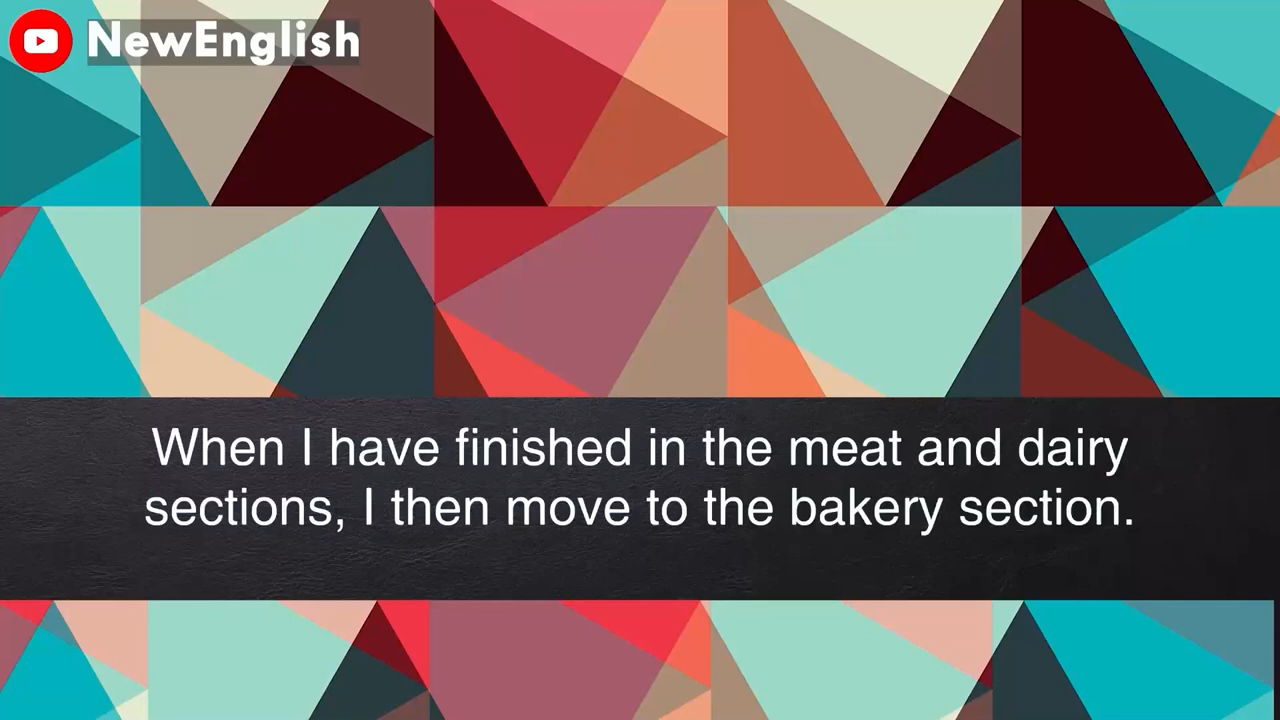 NewEnglish
When I have finished in the meat and dairy
sections, I then move to the bakery section.